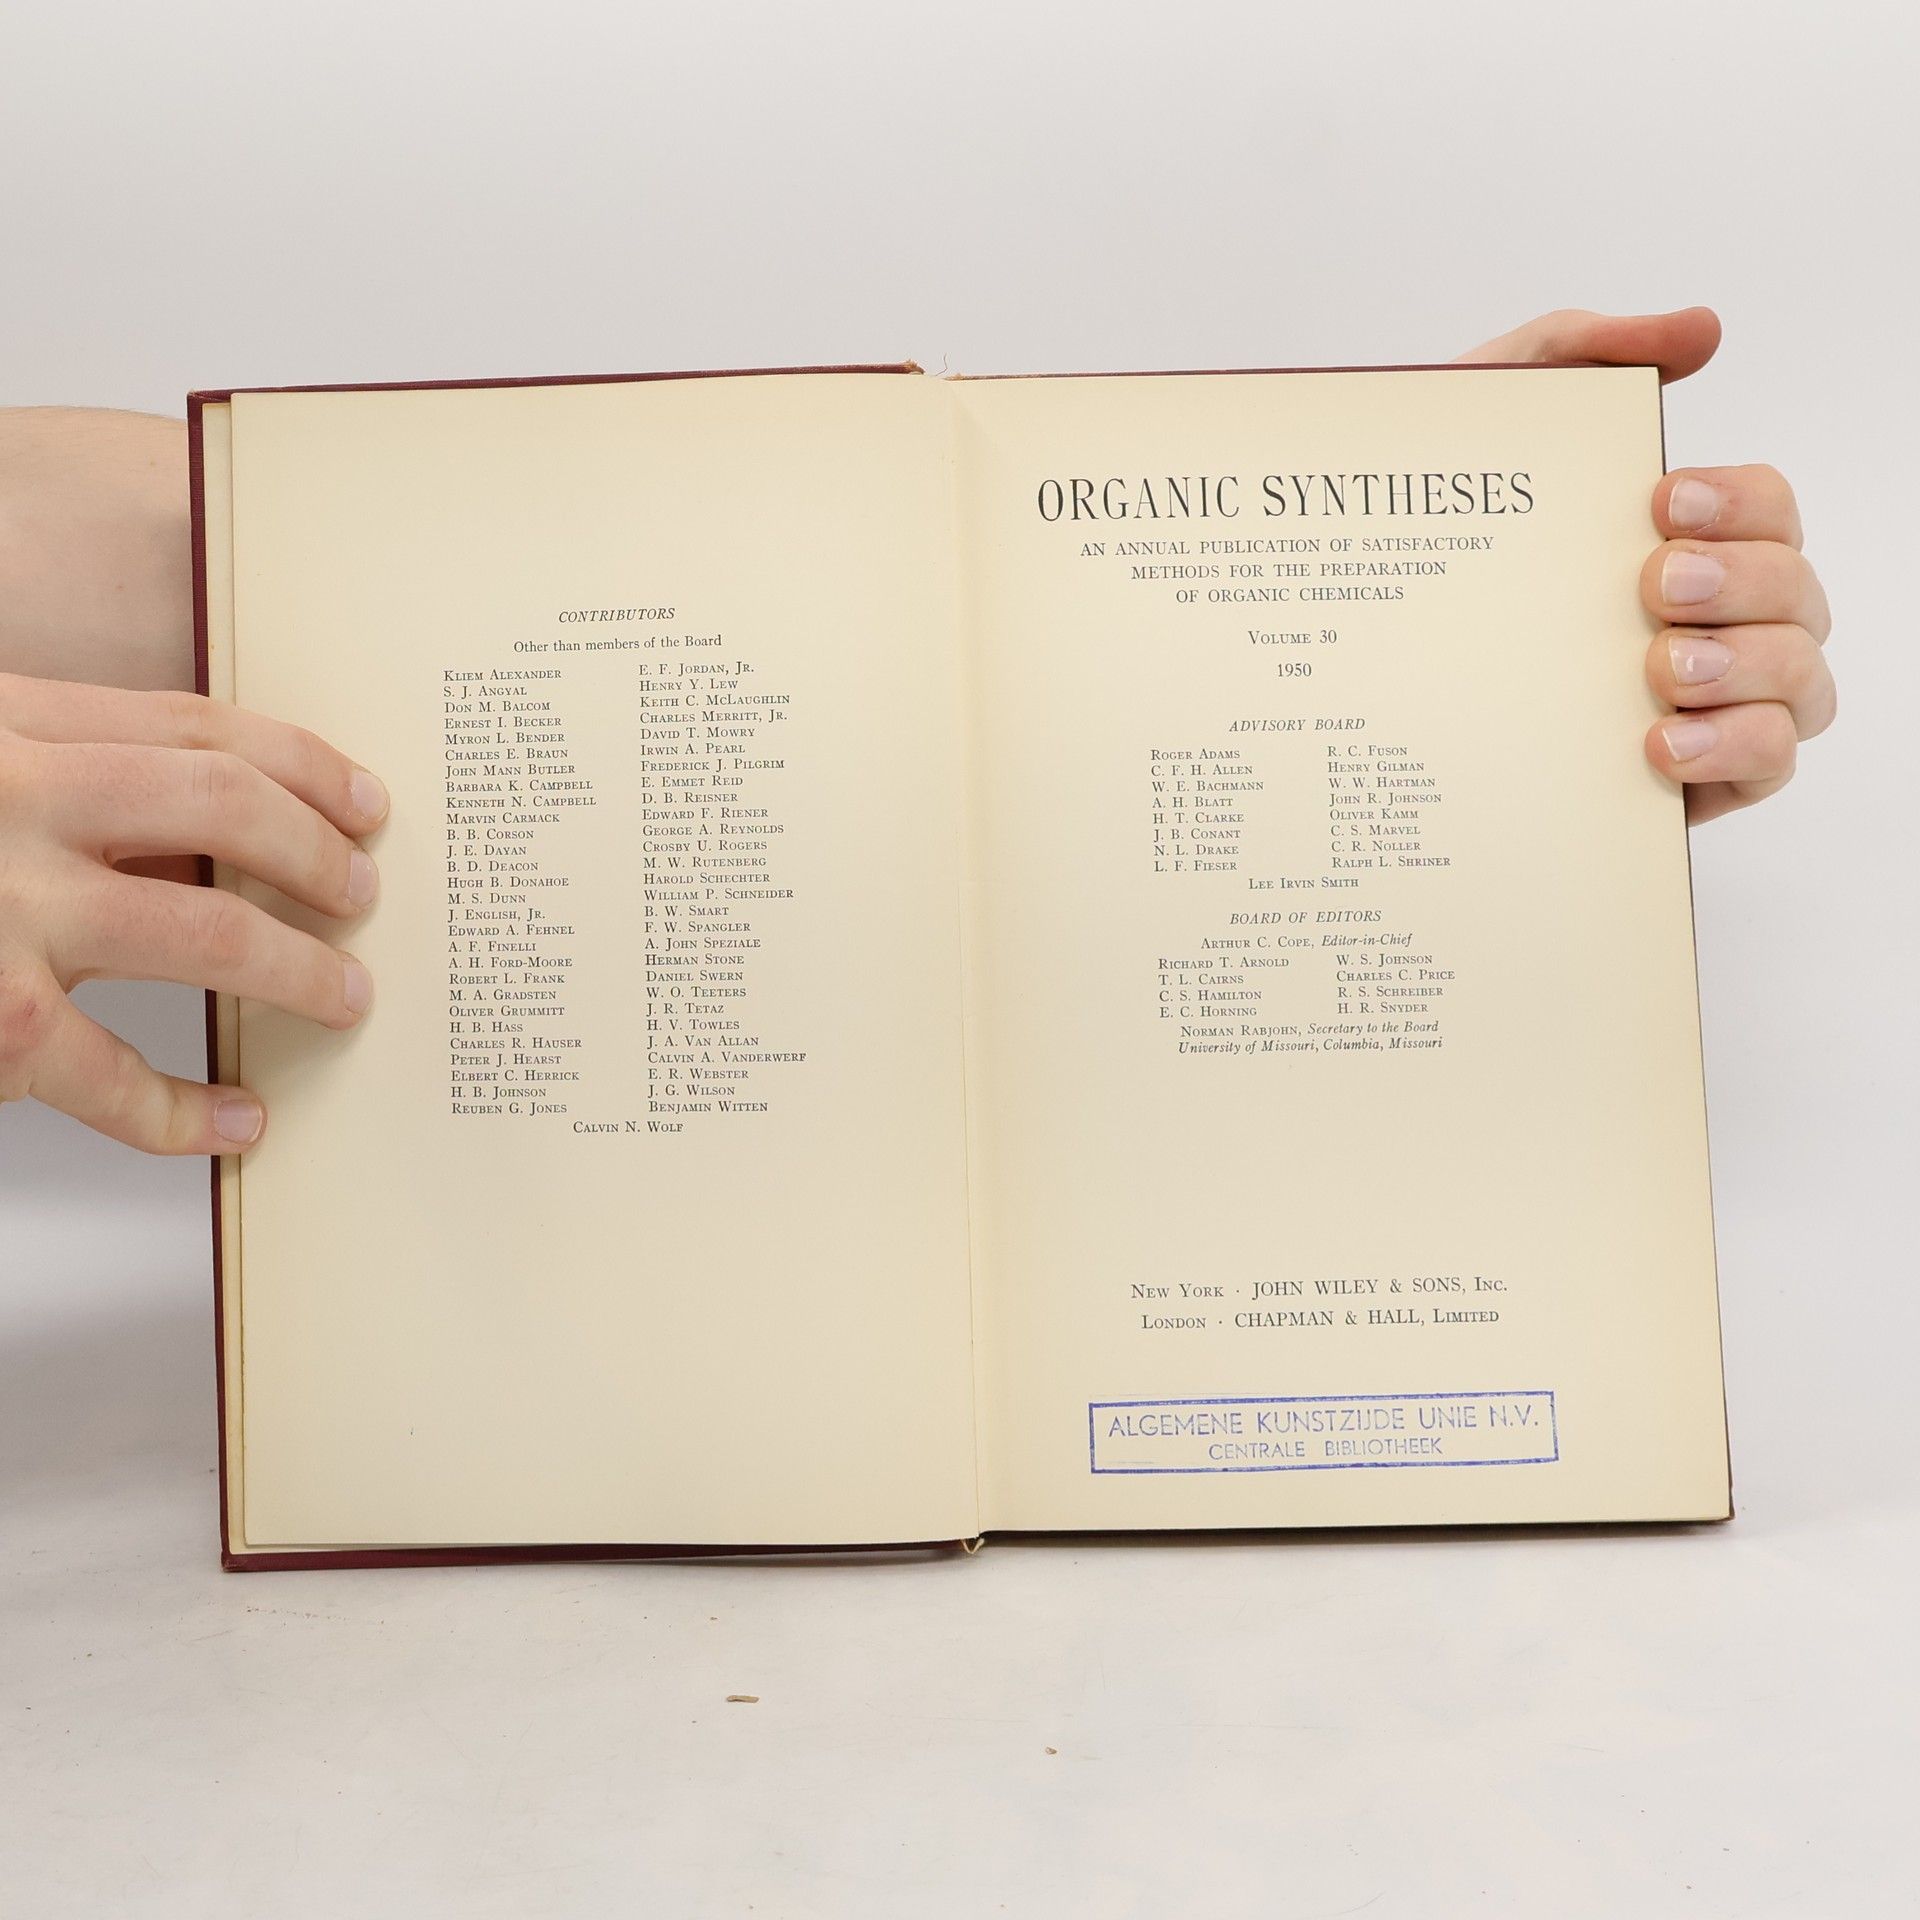 CONTRIBUTORS
Other than members of the Board
KLIEM ALEXANDER
S. J. ANGYAL
DON M. BALCOM
ERNEST I. BECKER
MYRON L. BENDER
CHARLES E. BRAUN
JOHN MANN BUTLER
BARBARA K. CAMPBELL
KENNETH N. CAMPBELL
MARVIN CARMACK
B. B. CORSON
J. E. DAYAN
B. D. DEACON
HUGH B. DONAHOE
M. S. DUNN
J. ENGLISH, JR.
EDWARD A. FEHNEL
A. F. FINELLI
A. H. FORD-MOORE
ROBERT L. FRANK
M. A. GRADSTEN
OLIVER GRUMMITT
H. B. HASS
CHARLES R. HAUSER
PETER J. HEARST
ELBERT C. HERRICK
H. B. JOHNSON
REUBEN G. JONES
E. F. JORDAN, JR.
HENRY Y. LEW
KEITH C. MCLAUGHLIN
CHARLES MERRITT, JR.
DAVID T. MOWRY
IRWIN A. PEARL
FREDERICK J. PILGRIM
E. EMMET REID
D. B. REISNER
EDWARD F. RIENER
GEORGE A. REYNOLDS
CROSBY U. ROGERS
M. W. RUTENBERG
HAROLD SCHECHTER
WILLIAM P. SCHNEIDER
B. W. SMART
F. W. SPANGLER
A. JOHN SPEZIALE
HERMAN STONE
DANIEL SWERN
W. O. TEETERS
J. R. TETAZ
H. V. TOWLES
J. A. VAN ALLAN
CALVIN A. VANDERWERF
E. R. WEBSTER
J. G. WILSON
BENJAMIN WITTEN
CALVIN N. WOLF
ORGANIC SYNTHESES
AN ANNUAL PUBLICATION OF SATISFACTORY
METHODS FOR THE PREPARATION
OF ORGANIC CHEMICALS
VOLUME 30
1950
ADVISORY BOARD
ROGER ADAMS
C. F. H. ALLEN
W. E. BACHMANN
A. H. BLATT
H. T. CLARKE
J. B. CONANT
N. L. DRAKE
L. F. FIESER
R. C. FUSON
HENRY GILMAN
W. W. HARTMAN
JOHN R. JOHNSON
OLIVER KAMM
C. S. MARVEL
C. R. NOLLER
RALPH L. SHRINER
LEE IRVIN SMITH
BOARD OF EDITORS
ARTHUR C. COPE, Editor-in-Chief
RICHARD T. ARNOLD
T. L. CAIRNS
C. S. HAMILTON
E. C. HORNING
W. S. JOHNSON
CHARLES C. PRICE
R. S. SCHREIBER
H. R. SNYDER
NORMAN RABJOHN, Secretary to the Board
University of Missouri, Columbia, Missouri
NEW YORK · JOHN WILEY & SONS, INC.
LONDON · CHAPMAN & HALL, LIMITED
ALGEMENE KUNSTZIJDE UNIE N.V.
CENTRALE BIBLIOTHEEK